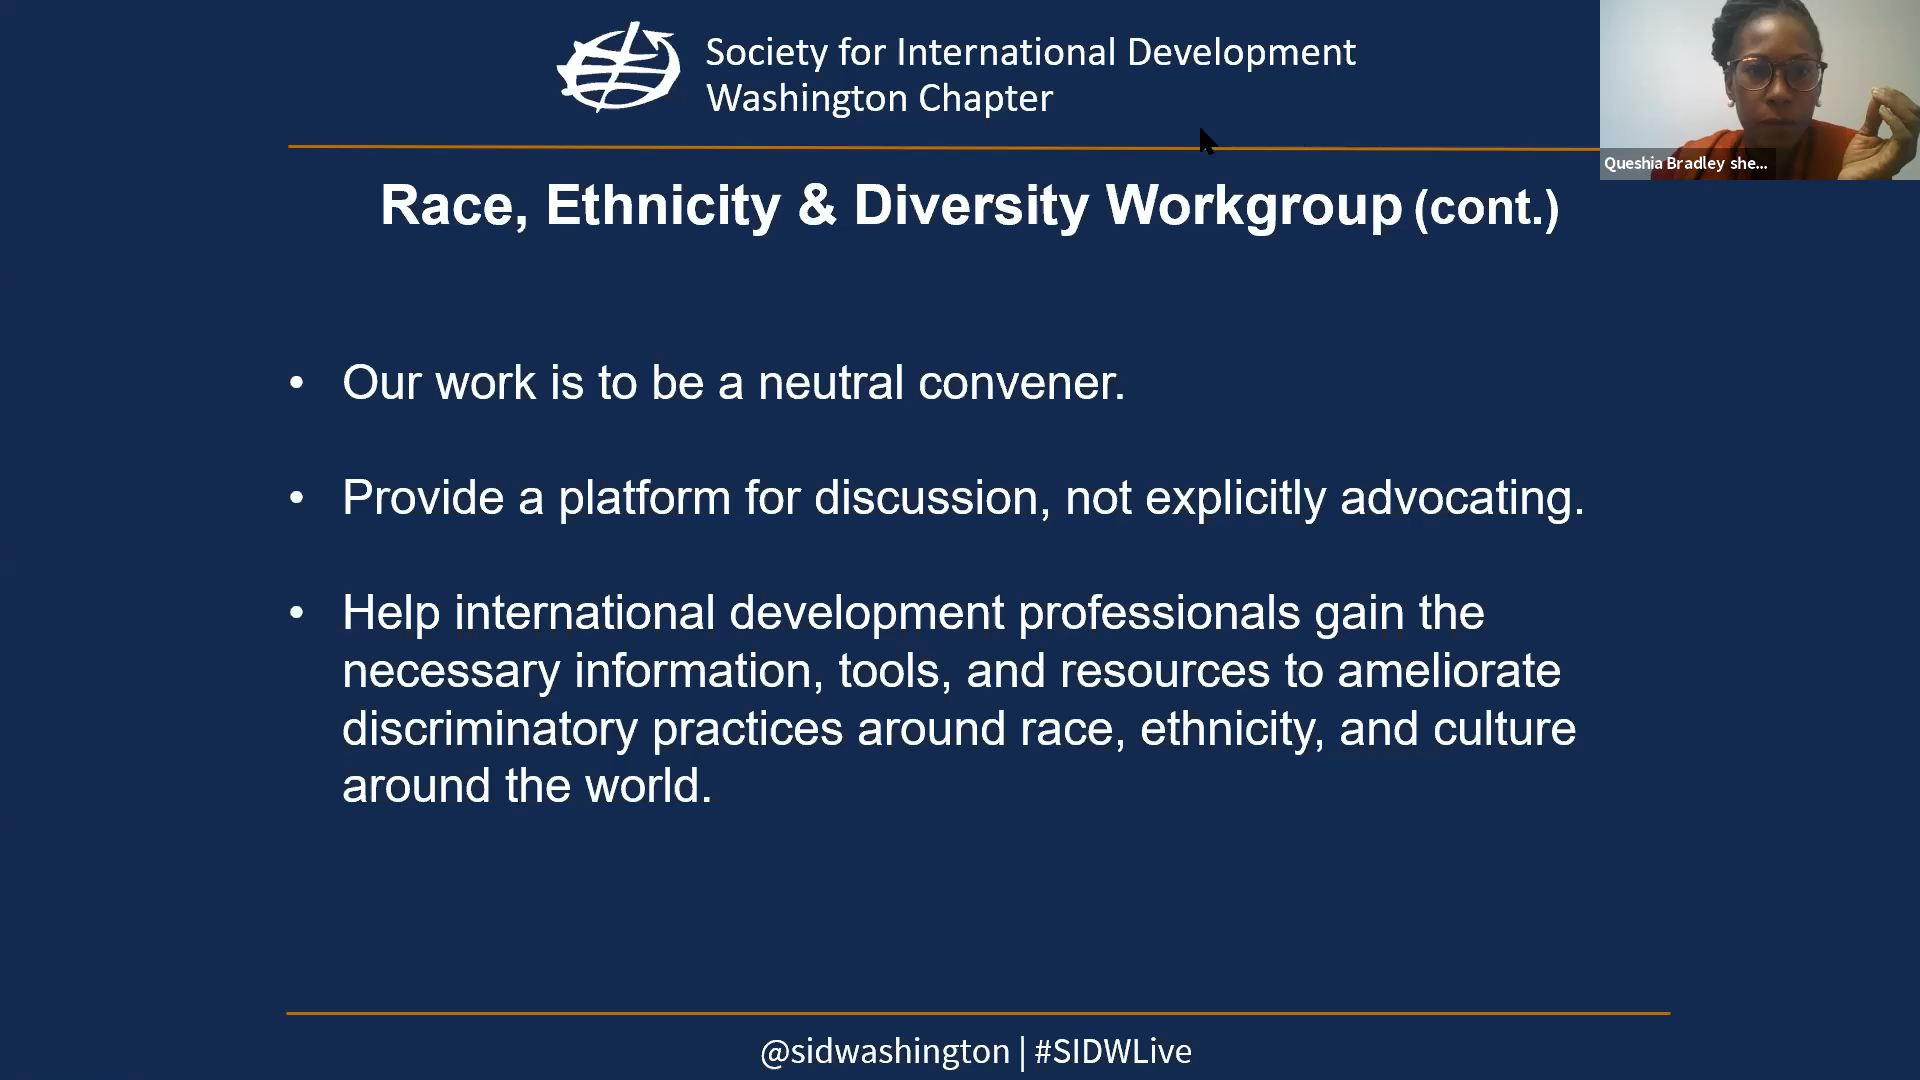 Society for International Development
Washington Chapter
Queshia Bradley she...
Race, Ethnicity & Diversity Workgroup (cont.)
• Our work is to be a neutral convener.
• Provide a platform for discussion, not explicitly advocating.
• Help international development professionals gain the
necessary information, tools, and resources to ameliorate
discriminatory practices around race, ethnicity, and culture
around the world.
@sidwashington | #SIDWLive